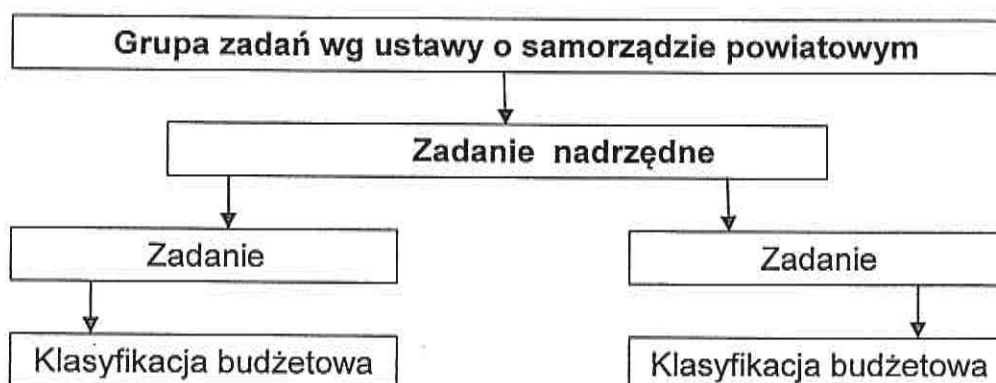 Grupa zadań wg ustawy o samorządzie powiatowym
Zadanie nadrzędne
Zadanie
Zadanie
Klasyfikacja budżetowa
Klasyfikacja budżetowa